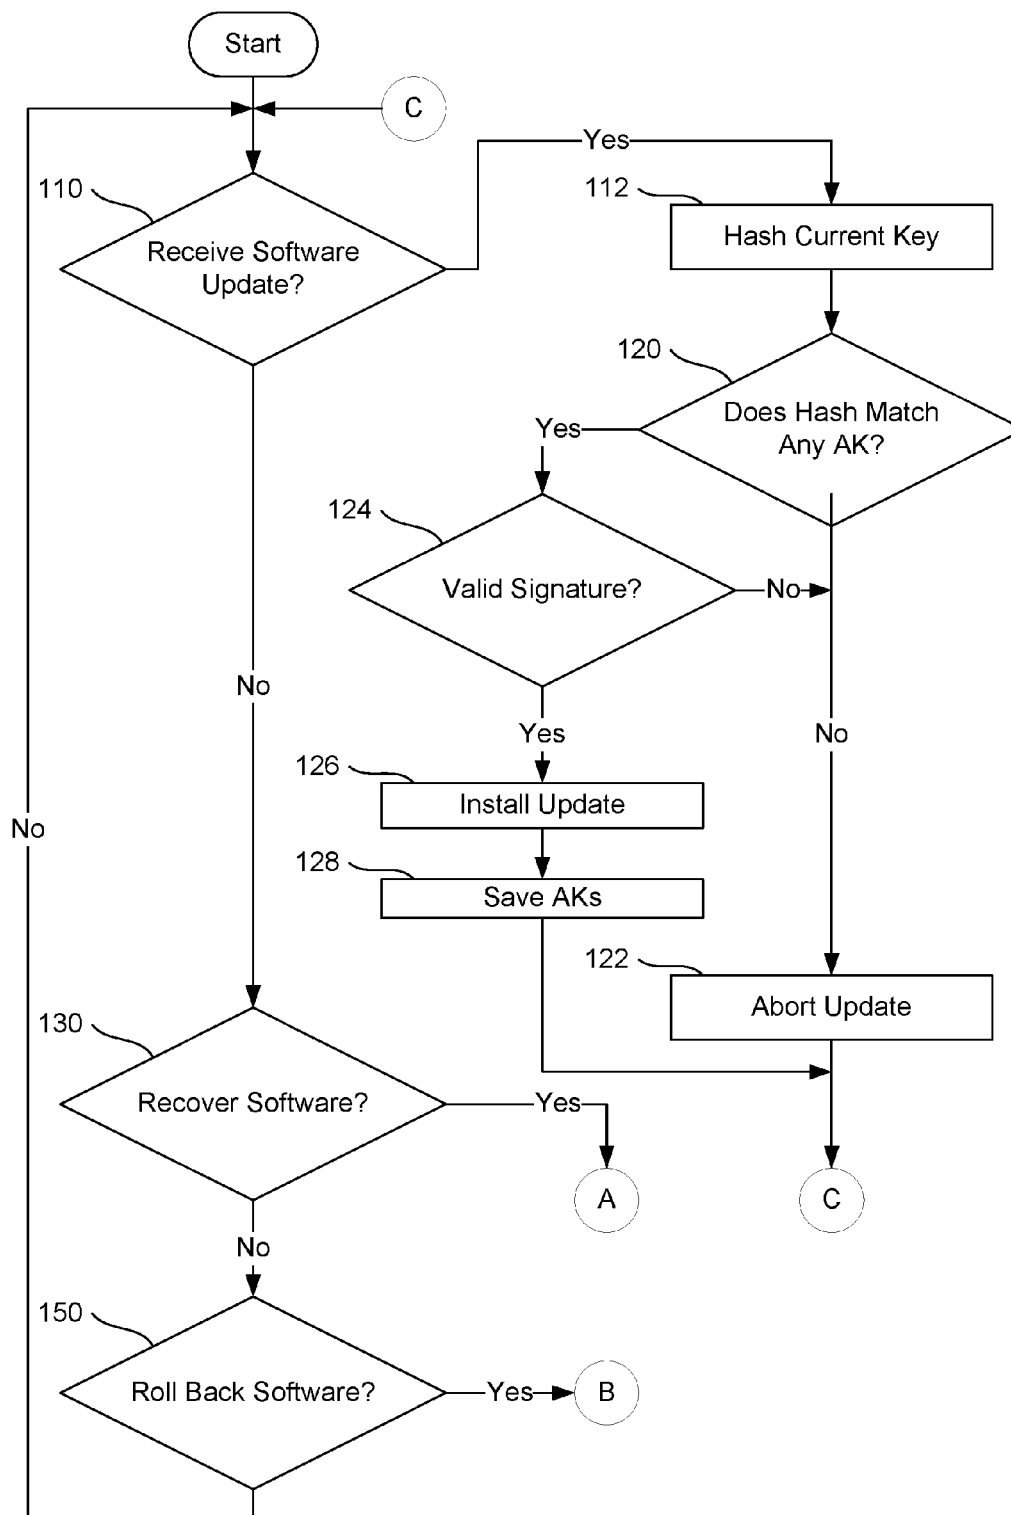 Start
C
Yes
110
112
Receive Software
Update?
Hash Current Key
120
Does Hash Match
Any AK?
Yes
124
Valid Signature?
No
No
Yes
No
126
Install Update
No
128
Save AKs
122
Abort Update
130
Recover Software?
Yes
A
C
No
150
Roll Back Software?
Yes
B